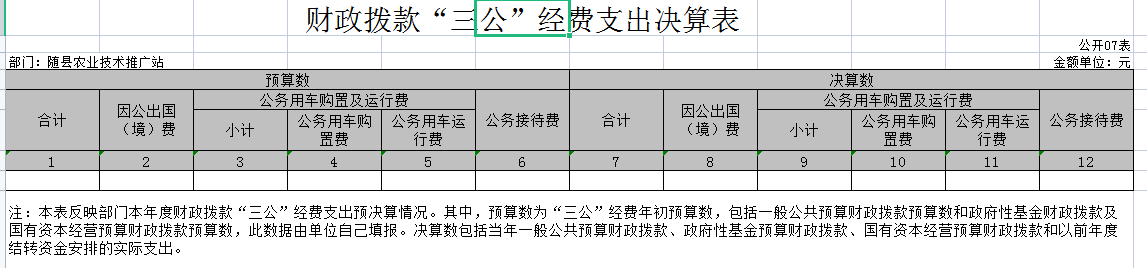 财政拨款“三公”经费支出决算表
公开07表
部门：随县农业技术推广站 金额单位：元
预算数 决算数
合计 因公出国（境）费 公务用车购置及运行费 公务接待费 合计 因公出国（境）费 公务用车购置及运行费 公务接待费
小计 公务用车购置费 公务用车运行费 小计 公务用车购置费 公务用车运行费
1 2 3 4 5 6 7 8 9 10 11 12
注：本表反映部门本年度财政拨款“三公”经费支出预决算情况。其中，预算数为“三公”经费年初预算数，包括一般公共预算财政拨款预算数和政府性基金财政拨款及
国有资本经营预算财政拨款预算数，此数据由单位自己填报。决算数包括当年一般公共预算财政拨款、政府性基金预算财政拨款、国有资本经营预算财政拨款和以前年度
结转资金安排的实际支出。